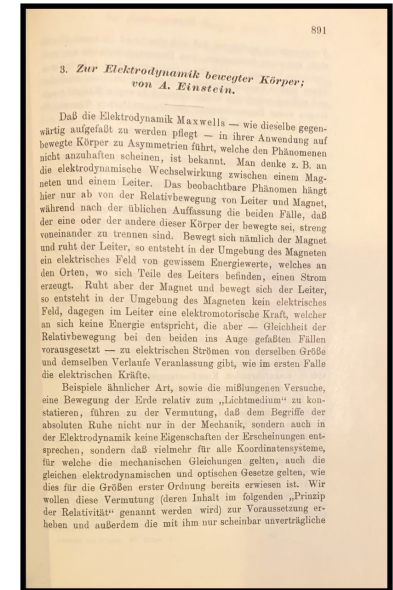 891
3. Zur Elektrodynamik bewegter Körper;
von A. Einstein.
Daß die Elektrodynamik Maxwells — wie dieselbe gegen-
wärtig aufgefaßt zu werden pflegt — in ihrer Anwendung auf
bewegte Körper zu Asymmetrien führt, welche den Phänomenen
nicht anzuhaften scheinen, ist bekannt. Man denke z. B. an
die elektrodynamische Wechselwirkung zwischen einem Mag-
neten und einem Leiter. Das beobachtbare Phänomen hängt
hier nur ab von der Relativbewegung von Leiter und Magnet,
während nach der üblichen Auffassung die beiden Fälle, daß
der eine oder der andere dieser Körper der bewegte sei, streng
voneinander zu trennen sind. Bewegt sich nämlich der Magnet
und ruht der Leiter, so entsteht in der Umgebung des Magneten
ein elektrisches Feld von gewissem Energiewerte, welches an
den Orten, wo sich Teile des Leiters befinden, einen Strom
erzeugt. Ruht aber der Magnet und bewegt sich der Leiter,
so entsteht in der Umgebung des Magneten kein elektrisches
Feld, dagegen im Leiter eine elektromotorische Kraft, welcher
an sich keine Energie entspricht, die aber — Gleichheit der
Relativbewegung bei den beiden ins Auge gefaßten Fällen
vorausgesetzt — zu elektrischen Strömen von derselben Größe
und demselben Verlaufe Veranlassung gibt, wie im ersten Falle
die elektrischen Kräfte.
Beispiele ähnlicher Art, sowie die mißlungenen Versuche,
eine Bewegung der Erde relativ zum „Lichtmedium“ zu kon-
statieren, führen zu der Vermutung, daß dem Begriffe der
absoluten Ruhe nicht nur in der Mechanik, sondern auch in
der Elektrodynamik keine Eigenschaften der Erscheinungen ent-
sprechen, sondern daß vielmehr für alle Koordinatensysteme,
für welche die mechanischen Gleichungen gelten, auch die
gleichen elektrodynamischen und optischen Gesetze gelten, wie
dies für die Größen erster Ordnung bereits erwiesen ist. Wir
wollen diese Vermutung (deren Inhalt im folgenden „Prinzip
der Relativität“ genannt werden wird) zur Voraussetzung er-
heben und außerdem die mit ihm nur scheinbar unverträgliche